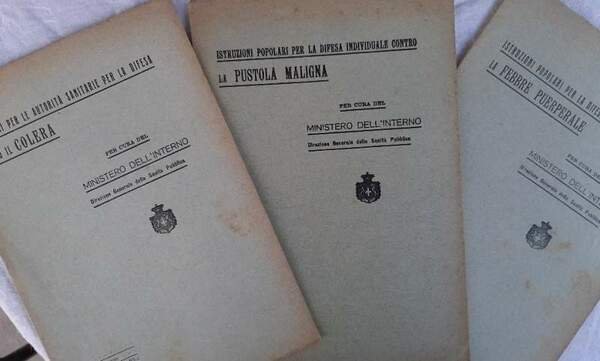 PER LE AUTORITÀ SANITARIE PER LA DIFESA
IL COLERA
PER CURA DEL
MINISTERO DELL'INTERNO
Direzione Generale della Sanità Pubblica
ISTRUZIONI POPOLARI PER LA DIFESA INDIVIDUALE CONTRO
LA PUSTOLA MALIGNA
PER CURA DEL
MINISTERO DELL'INTERNO
Direzione Generale della Sanità Pubblica
ISTRUZIONI POPOLARI PER LA
LA FEBBRE PUERPERALE
PER CURA DEL
MINISTERO DELL'IN
Direzione Generale della Sanità Pub